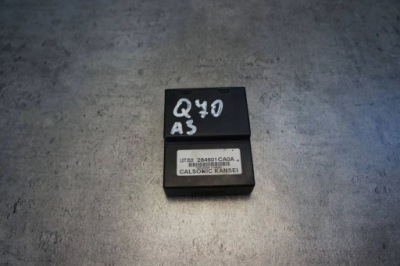 Q70
A3
284801CA0A
CALSONIC KANSEI